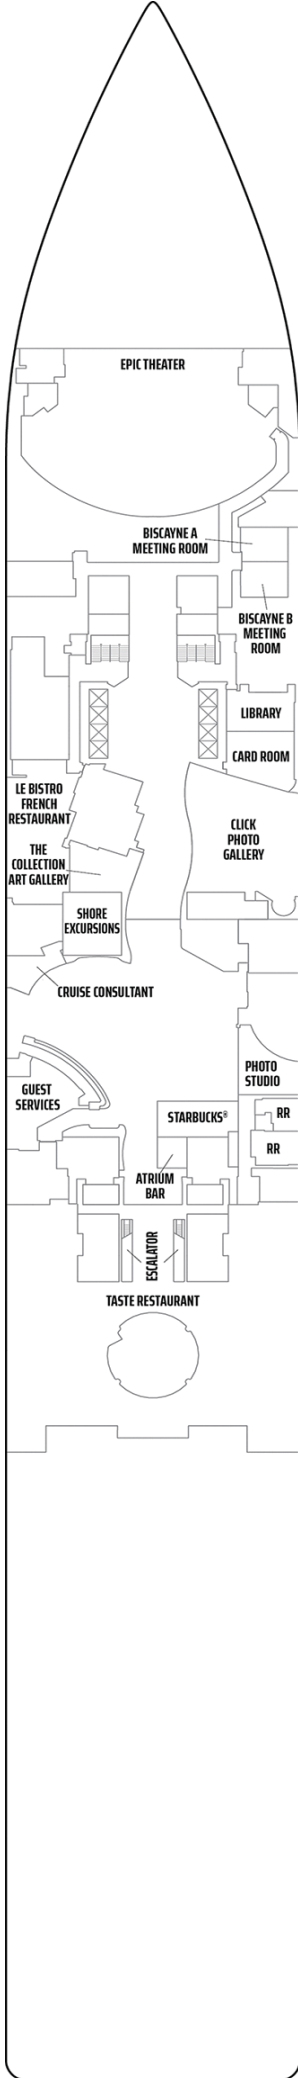 EPIC THEATER
BISCAYNE A
MEETING ROOM
BISCAYNE B
MEETING
ROOM
LIBRARY
CARD ROOM
LE BISTRO
FRENCH
RESTAURANT
CLICK
PHOTO
GALLERY
THE
COLLECTION
ART GALLERY
SHORE
EXCURSIONS
CRUISE CONSULTANT
PHOTO
STUDIO
GUEST
SERVICES
STARBUCKS®
RR
RR
ATRIUM
BAR
ESCALATOR
TASTE RESTAURANT